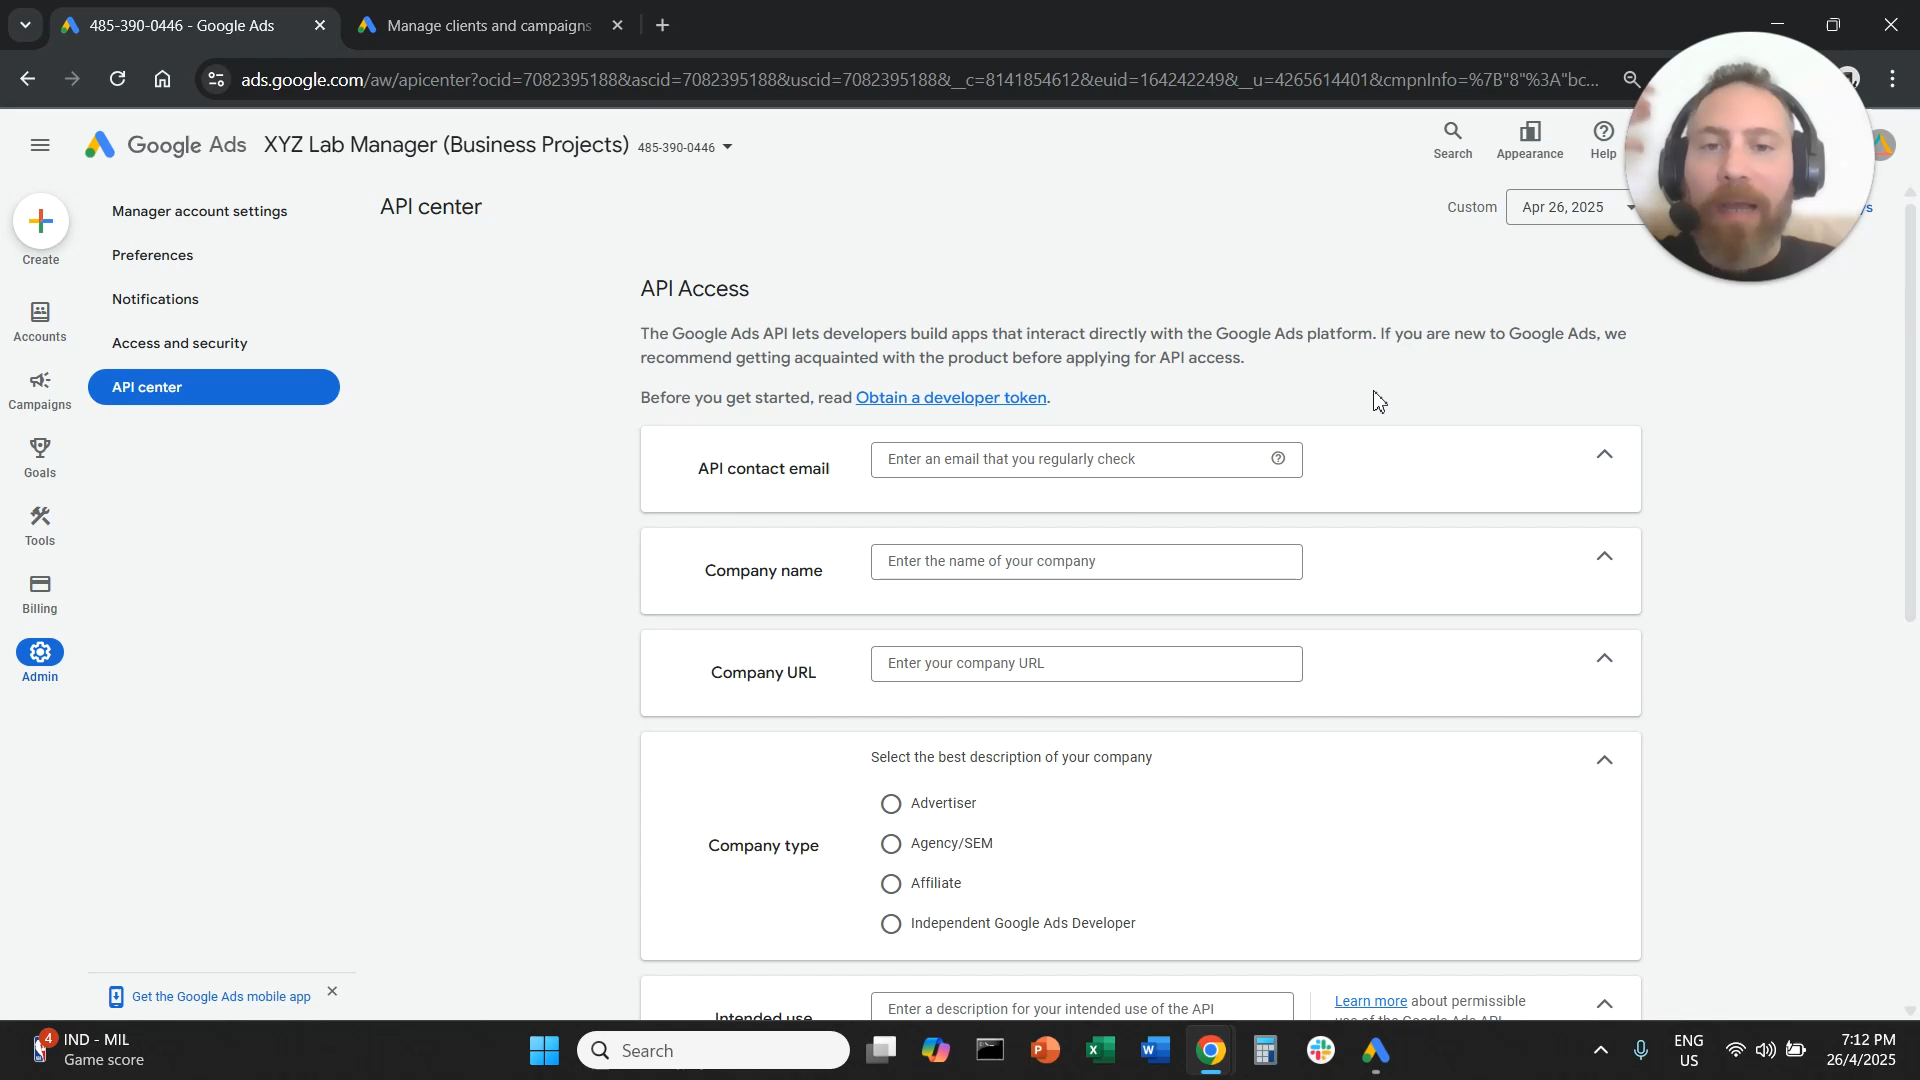 485-390-0446 - Google Ads
Manage clients and campaigns
ads.google.com/aw/apicenter?ocid=7082395188&ascid=7082395188&uscid=7082395188&__c=8141854612&euid=164242249&__u=4265614401&cmpnInfo=%7B"8"%3A"bc...
Google Ads
XYZ Lab Manager (Business Projects) 485-390-0446
Search
Appearance
Help
Create
Accounts
Campaigns
Goals
Tools
Billing
Admin
Manager account settings
Preferences
Notifications
Access and security
API center
Get the Google Ads mobile app
API center
Custom
Apr 26, 2025
API Access
The Google Ads API lets developers build apps that interact directly with the Google Ads platform. If you are new to Google Ads, we
recommend getting acquainted with the product before applying for API access.
Before you get started, read Obtain a developer token.
API contact email
Enter an email that you regularly check
Company name
Enter the name of your company
Company URL
Enter your company URL
Company type
Select the best description of your company
Advertiser
Agency/SEM
Affiliate
Independent Google Ads Developer
Intended use
Enter a description for your intended use of the API
Learn more about permissible
use of the Google Ads API
4
IND - MIL
Game score
Search
ENG
US
7:12 PM
26/4/2025